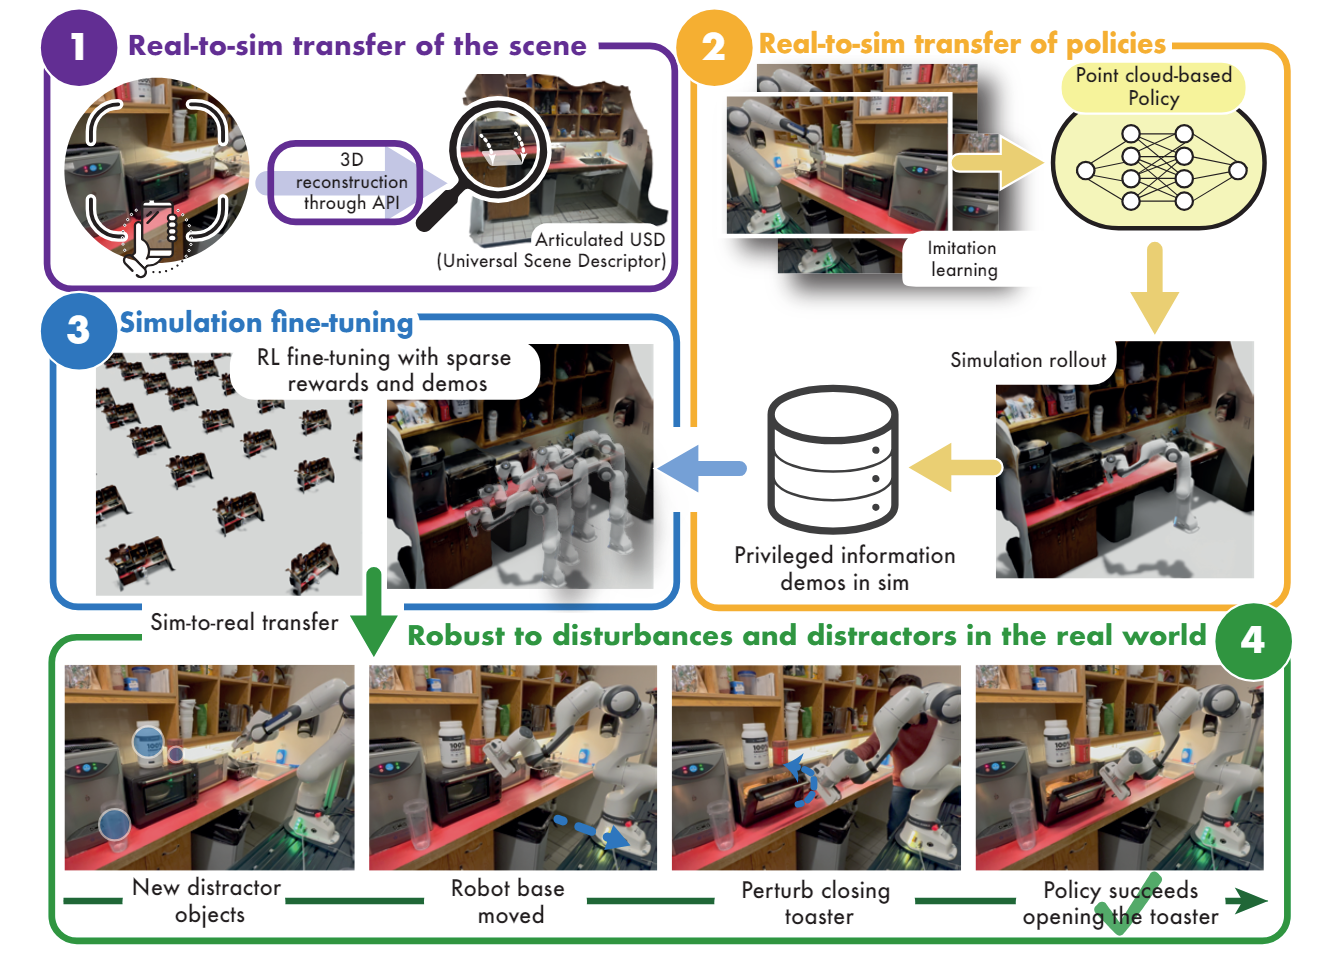 1
Real-to-sim transfer of the scene
3D
reconstruction
through API
Articulated USD
(Universal Scene Descriptor)
2
Real-to-sim transfer of policies
Point cloud-based
Policy
Imitation
learning
Simulation rollout
Privileged information
demos in sim
3
Simulation fine-tuning
RL fine-tuning with sparse
rewards and demos
Sim-to-real transfer
Robust to disturbances and distractors in the real world
4
100%
100%
100%
New distractor
objects
Robot base
moved
Perturb closing
toaster
Policy succeeds
opening the toaster